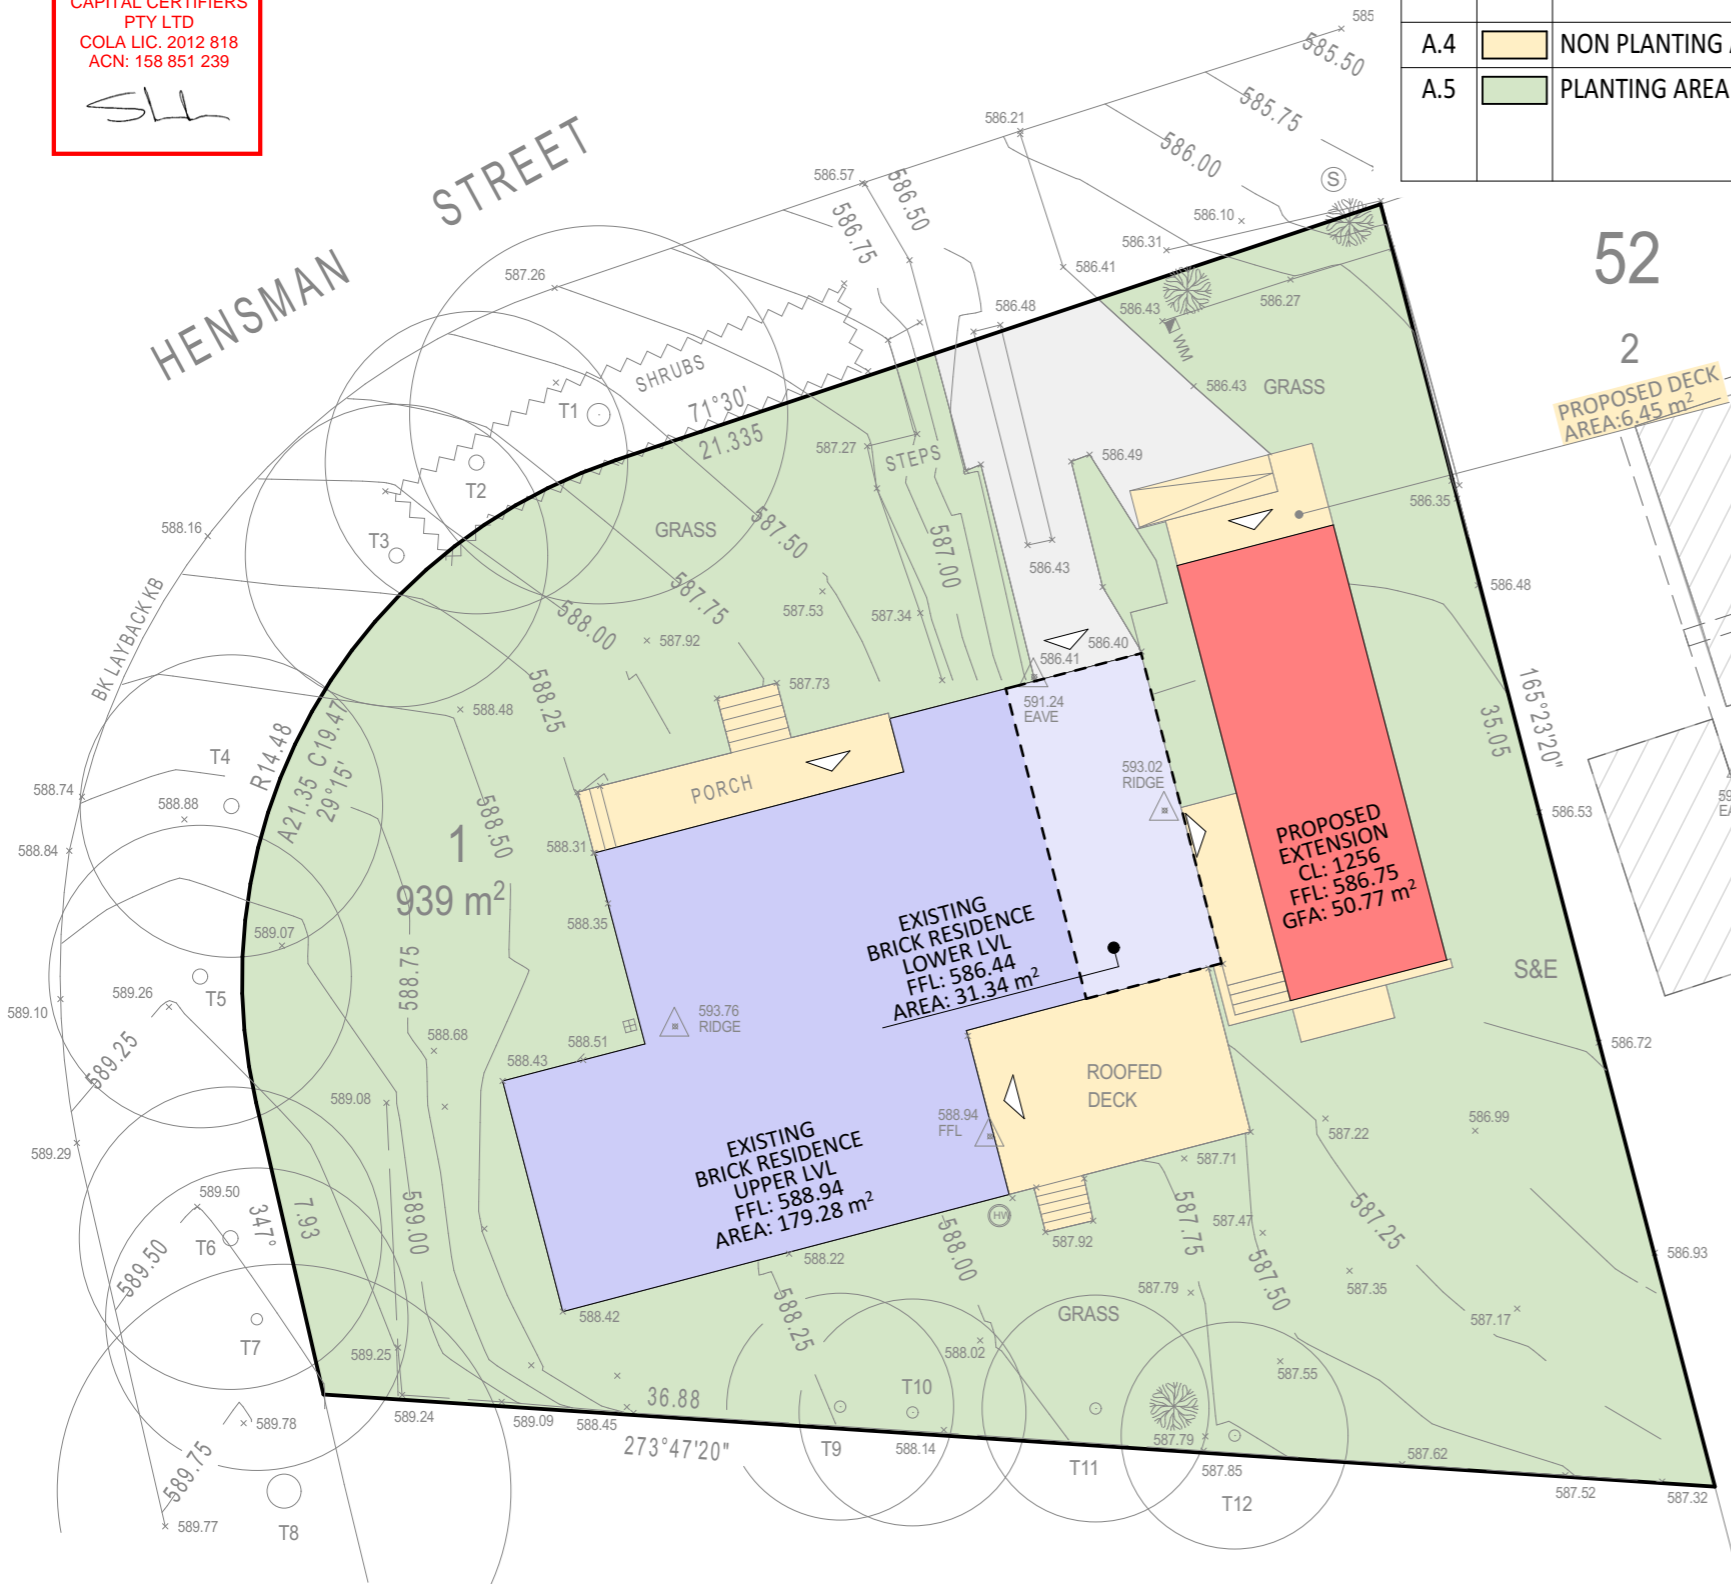 CAPITAL CERTIFIERS
PTY LTD
COLA LIC. 2012 818
ACN: 158 851 239
A.4 NON PLANTING
A.5 PLANTING AREA
HENSMAN STREET
585
585.50
585.75
586.00
586.21
586.57
586.50
586.75
S
586.10
586.31
586.41
586.48
586.43
586.27
WM
586.43
GRASS
52
2
PROPOSED DECK
AREA:6.45 m²
587.26
SHRUBS
T1
71°30'
21.335
587.27
STEPS
586.49
586.35
T2
588.16
T3
GRASS
587.50
587.00
586.43
586.48
587.75
587.53
587.34
588.00
587.92
586.40
586.41
BK LAYBACK KB
588.25
587.73
588.48
591.24
EAVE
165°23'20"
35.05
R14.48
A21.35 C19.47
29°15'
T4
593.02
RIDGE
588.74
588.88
PORCH
588.50
586.53
588.84
588.31
1
939 m²
PROPOSED
EXTENSION
CL: 1256
FFL: 586.75
GFA: 50.77 m²
EXISTING
BRICK RESIDENCE
LOWER LVL
FFL: 586.44
AREA: 31.34 m²
588.35
589.07
588.75
S&E
T5
589.26
589.10
593.76
RIDGE
588.51
588.43
588.68
589.25
586.72
ROOFED
DECK
589.08
588.94
FFL
586.99
587.22
EXISTING
BRICK RESIDENCE
UPPER LVL
FFL: 588.94
AREA: 179.28 m²
589.29
587.71
589.50
347°
7.93
589.00
HW
588.00
587.75
587.47
587.25
T6
589.50
587.92
588.22
586.93
588.25
587.79
587.50
587.35
588.42
GRASS
587.17
T7
589.25
588.02
587.55
36.88
T10
589.24
589.09
588.45
273°47'20"
T9
588.14
T11
587.79
587.85
587.62
587.52
587.32
589.78
589.75
T12
589.77
T8